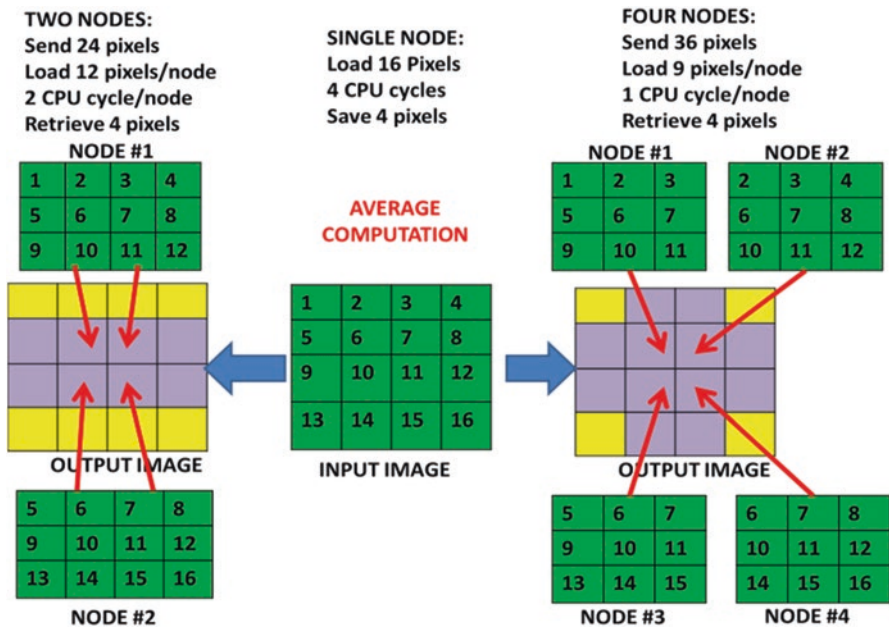 TWO NODES:
Send 24 pixels
Load 12 pixels/node
2 CPU cycle/node
Retrieve 4 pixels
NODE #1
1 2 3 4
5 6 7 8
9 10 11 12
OUTPUT IMAGE
5 6 7 8
9 10 11 12
13 14 15 16
NODE #2
SINGLE NODE:
Load 16 Pixels
4 CPU cycles
Save 4 pixels
AVERAGE
COMPUTATION
1 2 3 4
5 6 7 8
9 10 11 12
13 14 15 16
INPUT IMAGE
FOUR NODES:
Send 36 pixels
Load 9 pixels/node
1 CPU cycle/node
Retrieve 4 pixels
NODE #1
1 2 3
5 6 7
9 10 11
NODE #2
2 3 4
6 7 8
10 11 12
OUTPUT IMAGE
5 6 7
9 10 11
13 14 15
NODE #3
6 7 8
10 11 12
14 15 16
NODE #4